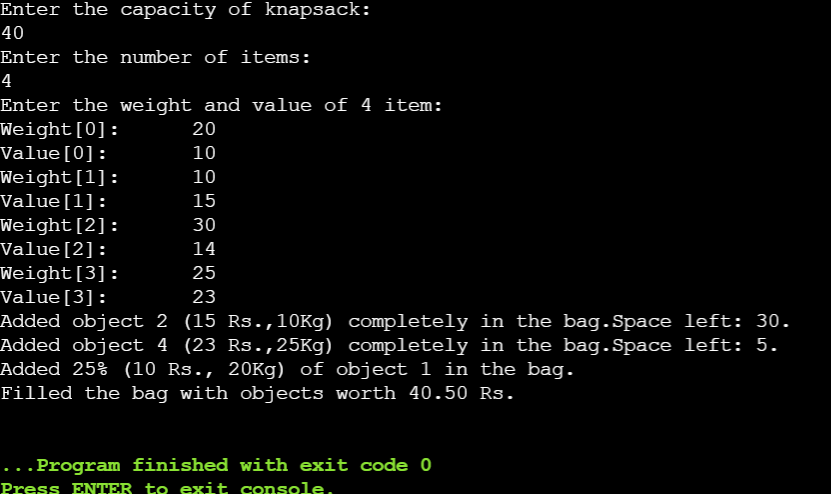 Enter the capacity of knapsack:
40
Enter the number of items:
4
Enter the weight and value of 4 item:
Weight[0]:      20
Value[0]:       10
Weight[1]:      10
Value[1]:       15
Weight[2]:      30
Value[2]:       14
Weight[3]:      25
Value[3]:       23
Added object 2 (15 Rs.,10Kg) completely in the bag.Space left: 30.
Added object 4 (23 Rs.,25Kg) completely in the bag.Space left: 5.
Added 25% (10 Rs., 20Kg) of object 1 in the bag.
Filled the bag with objects worth 40.50 Rs.
...Program finished with exit code 0
Press ENTER to exit console.